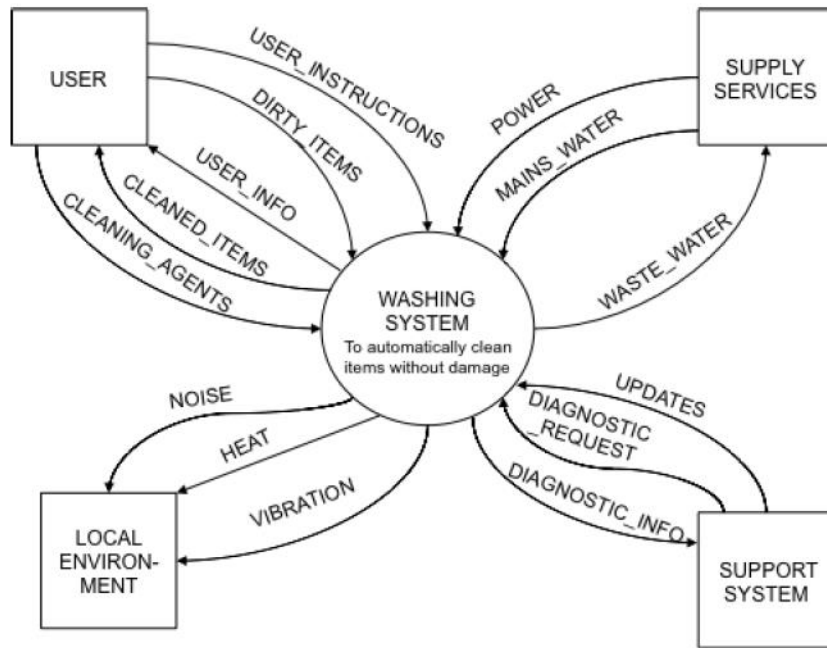 USER
USER_INSTRUCTIONS
DIRTY_ITEMS
USER_INFO
CLEANED_ITEMS
CLEANING_AGENTS
SUPPLY
SERVICES
POWER
MAINS_WATER
WASTE_WATER
WASHING
SYSTEM
To automatically clean
items without damage
NOISE
HEAT
VIBRATION
LOCAL
ENVIRON-
MENT
UPDATES
DIAGNOSTIC
_REQUEST
DIAGNOSTIC_INFO
SUPPORT
SYSTEM